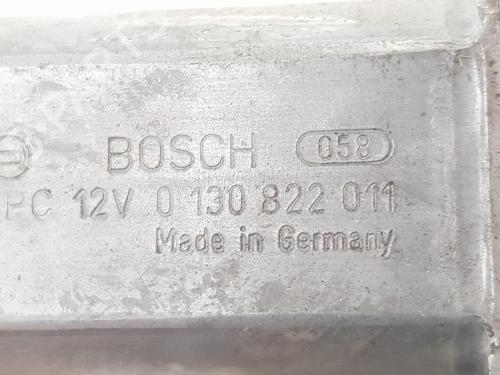 BOSCH 058
PC 12V 0 130 822 011
Made in Germany